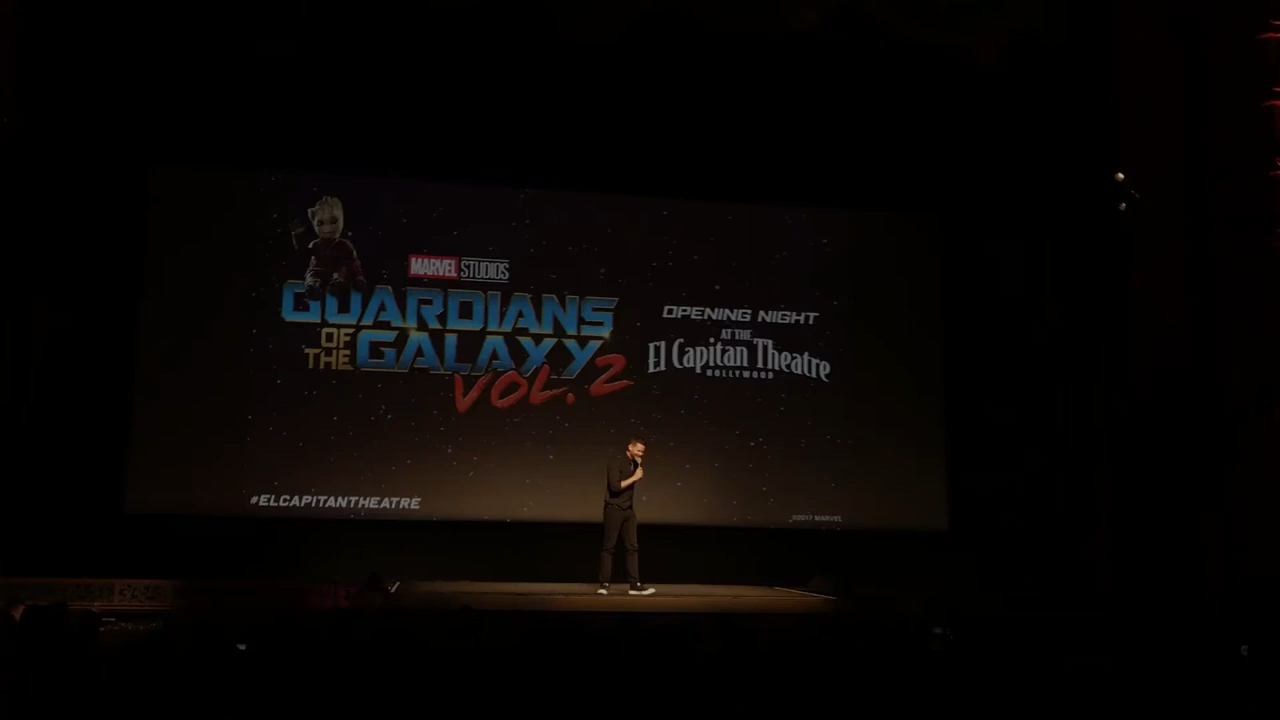 MARVEL STUDIOS
GUARDIANS
OF THE GALAXY
VOL. 2
OPENING NIGHT
AT THE
El Capitan Theatre
HOLLYWOOD
#ELCAPITANTHEATRE
©2017 MARVEL